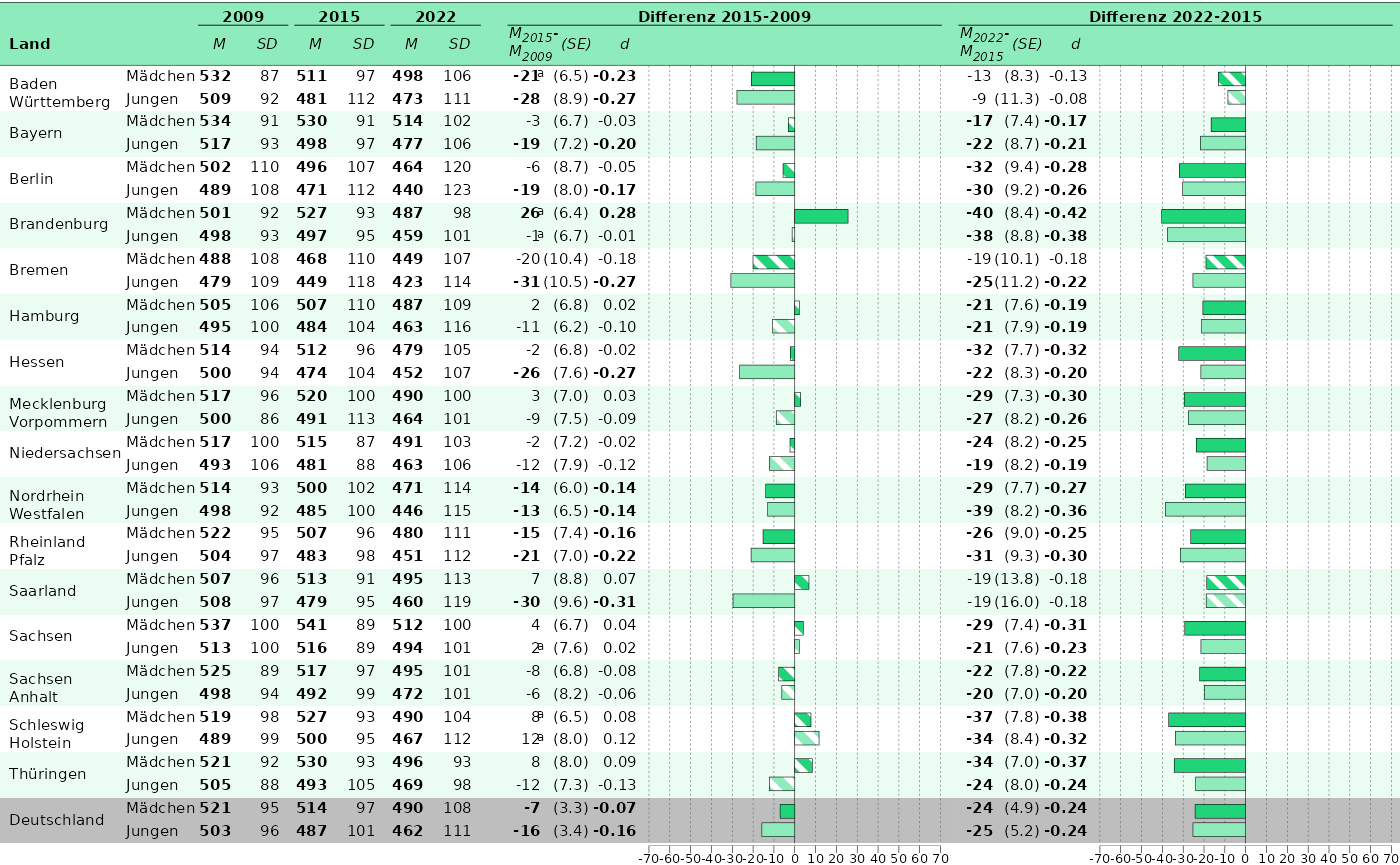 2009 2015 2022 Differenz 2015-2009 Differenz 2022-2015
Land M SD M SD M SD M2015-M2009 (SE) d M2022-M2015 (SE) d
Baden Württemberg
Mädchen 532 87 511 97 498 106 -21a (6.5) -0.23 -13 (8.3) -0.13
Jungen 509 92 481 112 473 111 -28 (8.9) -0.27 -9 (11.3) -0.08
Bayern
Mädchen 534 91 530 91 514 102 -3 (6.7) -0.03 -17 (7.4) -0.17
Jungen 517 93 498 97 477 106 -19 (7.2) -0.20 -22 (8.7) -0.21
Berlin
Mädchen 502 110 496 107 464 120 -6 (8.7) -0.05 -32 (9.4) -0.28
Jungen 489 108 471 112 440 123 -19 (8.0) -0.17 -30 (9.2) -0.26
Brandenburg
Mädchen 501 92 527 93 487 98 26a (6.4) 0.28 -40 (8.4) -0.42
Jungen 498 93 497 95 459 101 -1a (6.7) -0.01 -38 (8.8) -0.38
Bremen
Mädchen 488 108 468 110 449 107 -20 (10.4) -0.18 -19 (10.1) -0.18
Jungen 479 109 449 118 423 114 -31 (10.5) -0.27 -25 (11.2) -0.22
Hamburg
Mädchen 505 106 507 110 487 109 2 (6.8) 0.02 -21 (7.6) -0.19
Jungen 495 100 484 104 463 116 -11 (6.2) -0.10 -21 (7.9) -0.19
Hessen
Mädchen 514 94 512 96 479 105 -2 (6.8) -0.02 -32 (7.7) -0.32
Jungen 500 94 474 104 452 107 -26 (7.6) -0.27 -22 (8.3) -0.20
Mecklenburg Vorpommern
Mädchen 517 96 520 100 490 100 3 (7.0) 0.03 -29 (7.3) -0.30
Jungen 500 86 491 113 464 101 -9 (7.5) -0.09 -27 (8.2) -0.26
Niedersachsen
Mädchen 517 100 515 87 491 103 -2 (7.2) -0.02 -24 (8.2) -0.25
Jungen 493 106 481 88 463 106 -12 (7.9) -0.12 -19 (8.2) -0.19
Nordrhein Westfalen
Mädchen 514 93 500 102 471 114 -14 (6.0) -0.14 -29 (7.7) -0.27
Jungen 498 92 485 100 446 115 -13 (6.5) -0.14 -39 (8.2) -0.36
Rheinland Pfalz
Mädchen 522 95 507 96 480 111 -15 (7.4) -0.16 -26 (9.0) -0.25
Jungen 504 97 483 98 451 112 -21 (7.0) -0.22 -31 (9.3) -0.30
Saarland
Mädchen 507 96 513 91 495 113 7 (8.8) 0.07 -19 (13.8) -0.18
Jungen 508 97 479 95 460 119 -30 (9.6) -0.31 -19 (16.0) -0.18
Sachsen
Mädchen 537 100 541 89 512 100 4 (6.7) 0.04 -29 (7.4) -0.31
Jungen 513 100 516 89 494 101 2a (7.6) 0.02 -21 (7.6) -0.23
Sachsen Anhalt
Mädchen 525 89 517 97 495 101 -8 (6.8) -0.08 -22 (7.8) -0.22
Jungen 498 94 492 99 472 101 -6 (8.2) -0.06 -20 (7.0) -0.20
Schleswig Holstein
Mädchen 519 98 527 93 490 104 8a (6.5) 0.08 -37 (7.8) -0.38
Jungen 489 99 500 95 467 112 12a (8.0) 0.12 -34 (8.4) -0.32
Thüringen
Mädchen 521 92 530 93 496 93 8 (8.0) 0.09 -34 (7.0) -0.37
Jungen 505 88 493 105 469 98 -12 (7.3) -0.13 -24 (8.0) -0.24
Deutschland
Mädchen 521 95 514 97 490 108 -7 (3.3) -0.07 -24 (4.9) -0.24
Jungen 503 96 487 101 462 111 -16 (3.4) -0.16 -25 (5.2) -0.24
-70 -60 -50 -40 -30 -20 -10 0 10 20 30 40 50 60 70 -70 -60 -50 -40 -30 -20 -10 0 10 20 30 40 50 60 70